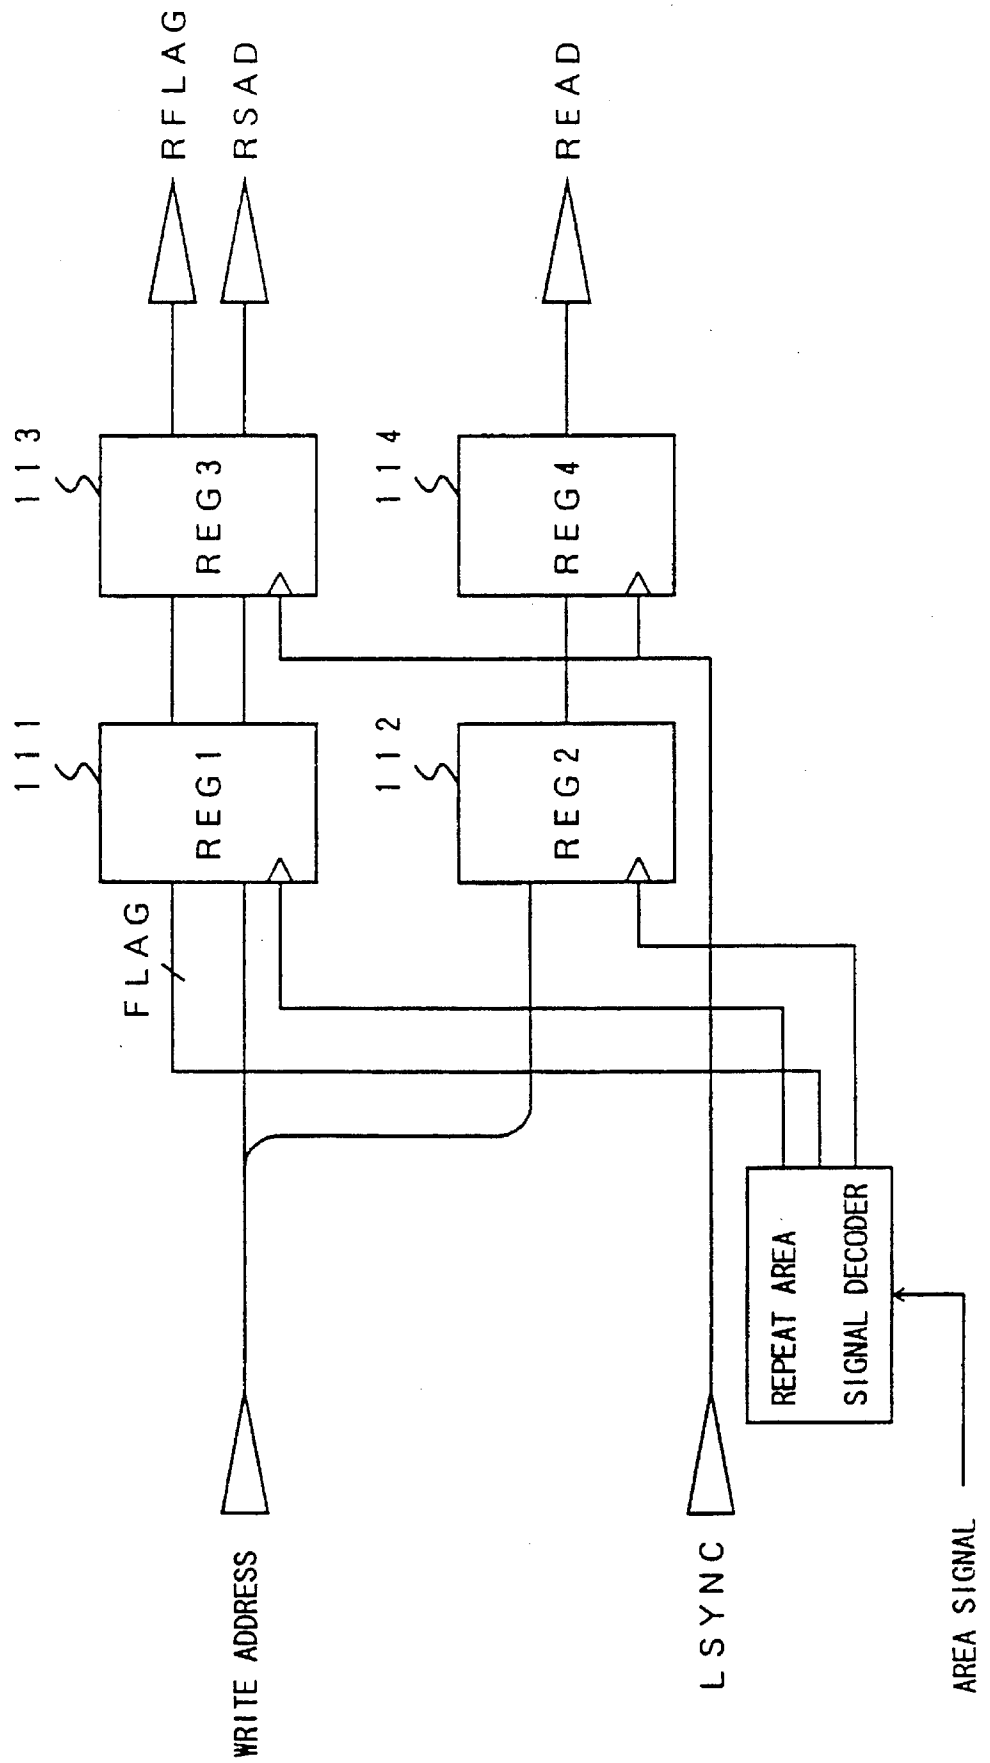 WRITE ADDRESS
LSYNC
AREA SIGNAL
REPEAT AREA
SIGNAL DECODER
FLAG
111
REG1
112
REG2
113
REG3
114
REG4
RFLAG
RSAD
READ